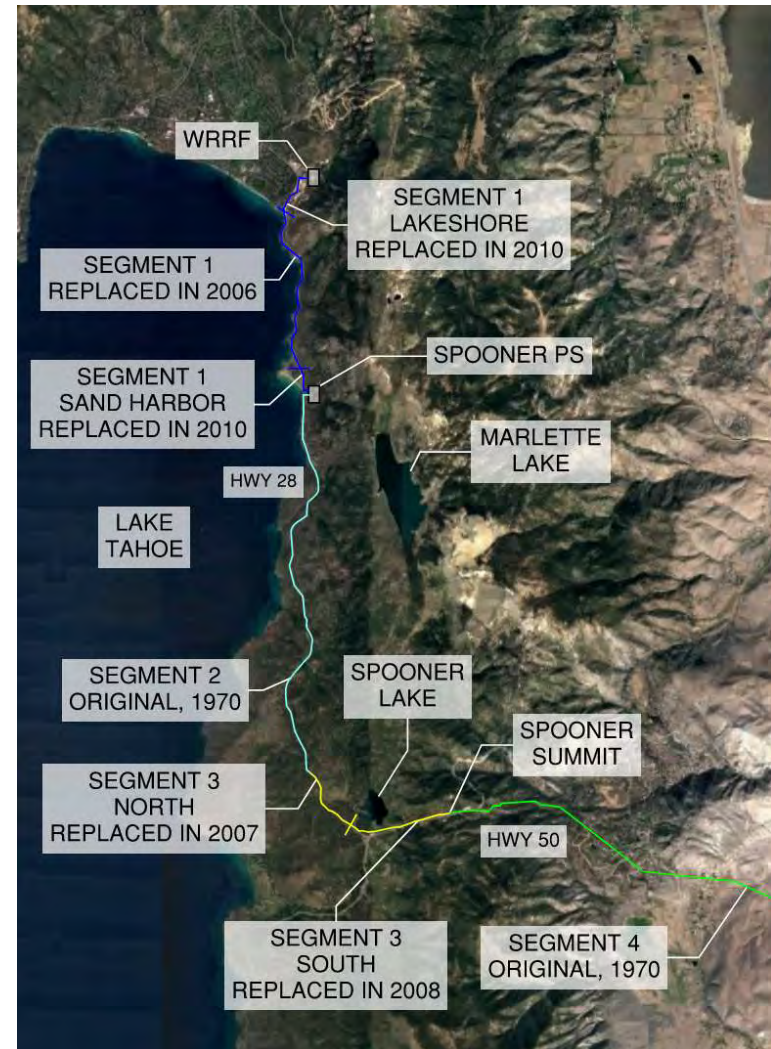 WRRF
SEGMENT 1
LAKESHORE
REPLACED IN 2010
SEGMENT 1
REPLACED IN 2006
SPOONER PS
SEGMENT 1
SAND HARBOR
REPLACED IN 2010
MARLETTE
LAKE
HWY 28
LAKE
TAHOE
SEGMENT 2
ORIGINAL, 1970
SPOONER
LAKE
SPOONER
SUMMIT
SEGMENT 3
NORTH
REPLACED IN 2007
HWY 50
SEGMENT 3
SOUTH
REPLACED IN 2008
SEGMENT 4
ORIGINAL, 1970